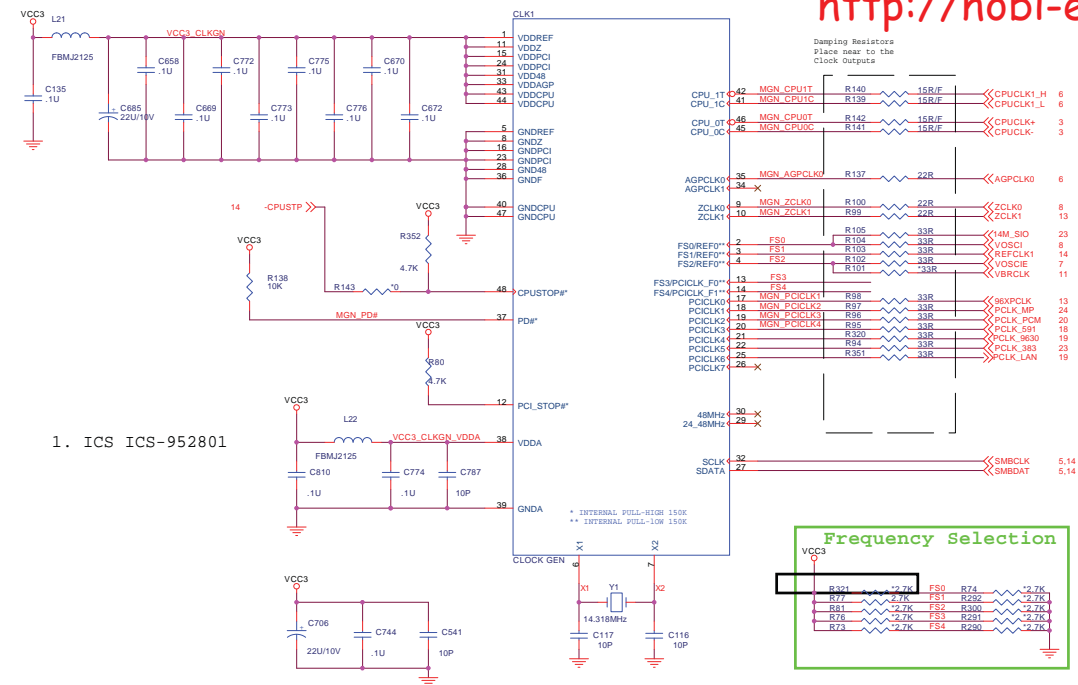 http://hobi-e
VCC3
L21
CLK1
VCC3_CLKGN
FBMJ2125
C135
.1U
C685
22U/10V
C658
.1U
C772
.1U
C775
.1U
C670
.1U
C669
.1U
C773
.1U
C776
.1U
C672
.1U
1 VDDREF
11 VDDZ
15 VDDPCI
24 VDDPCI
31 VDD48
33 VDDAGP
43 VDDCPU
44 VDDCPU
5 GNDREF
8 GNDZ
16 GNDPCI
23 GNDPCI
28 GND48
36 GNDF
40 GNDCPU
47 GNDCPU
14 -CPUSTP
VCC3
R352
4.7K
VCC3
R138
10K
R143 *0
48 CPUSTOP#*
MGN_PD# 37 PD#*
VCC3
R80
4.7K
12 PCI_STOP#*
VCC3
L22
VCC3_CLKGN_VDDA 38 VDDA
FBMJ2125
C810
.1U
C774
.1U
C787
10P
39 GNDA
1. ICS ICS-952801
* INTERNAL PULL-HIGH 150K
** INTERNAL PULL-lOW 150K
X1
X2
CLOCK GEN
6
7
X1
Y1
X2
14.318MHz
C117
10P
C116
10P
VCC3
C706
22U/10V
C744
.1U
C541
10P
Damping Resistors
Place near to the
Clock Outputs
CPU_1T 42 MGN_CPU1T R140 15R/F CPUCLK1_H 6
CPU_1C 41 MGN_CPU1C R139 15R/F CPUCLK1_L 6
CPU_0T 46 MGN_CPU0T R142 15R/F CPUCLK+ 3
CPU_0C 45 MGN_CPU0C R141 15R/F CPUCLK- 3
AGPCLK0 35 MGN_AGPCLK0 R137 22R AGPCLK0 6
AGPCLK1 34
ZCLK0 9 MGN_ZCLK0 R100 22R ZCLK0 8
ZCLK1 10 MGN_ZCLK1 R99 22R ZCLK1 13
R105 33R 14M_SIO 23
FS0/REF0** 2 FS0 R104 33R VOSCI 8
FS1/REF0** 3 FS1 R103 33R REFCLK1 14
FS2/REF0** 4 FS2 R102 33R VOSCIE 7
R101 *33R VBRCLK 11
FS3/PCICLK_F0** 13 FS3
FS4/PCICLK_F1** 14 FS4
PCICLK0 17 MGN_PCICLK1 R98 33R 96XPCLK 13
PCICLK1 18 MGN_PCICLK2 R97 33R PCLK_MP 24
PCICLK2 19 MGN_PCICLK3 R96 33R PCLK_PCM 20
PCICLK3 20 MGN_PCICLK4 R95 33R PCLK_591 18
PCICLK4 21 R320 33R PCLK_9630 19
PCICLK5 22 R94 33R PCLK_383 23
PCICLK6 25 R351 33R PCLK_LAN 19
PCICLK7 26
48MHz 30
24_48MHz 29
SCLK 32 SMBCLK 5,14
SDATA 27 SMBDAT 5,14
Frequency Selection
VCC3
R321 *2.7K FS0 R74 *2.7K
R77 2.7K FS1 R292 *2.7K
R81 *2.7K FS2 R300 *2.7K
R76 *2.7K FS3 R291 *2.7K
R73 *2.7K FS4 R290 *2.7K